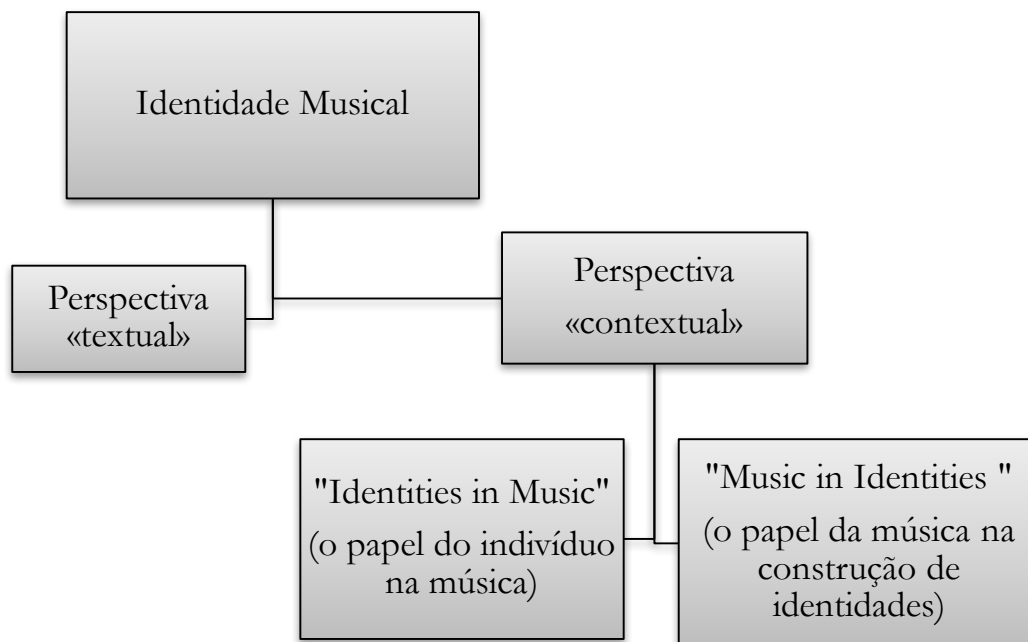 Identidade Musical
Perspectiva
«textual»
Perspectiva
«contextual»
"Identities in Music"
(o papel do indivíduo
na música)
"Music in Identities "
(o papel da música na
construção de
identidades)